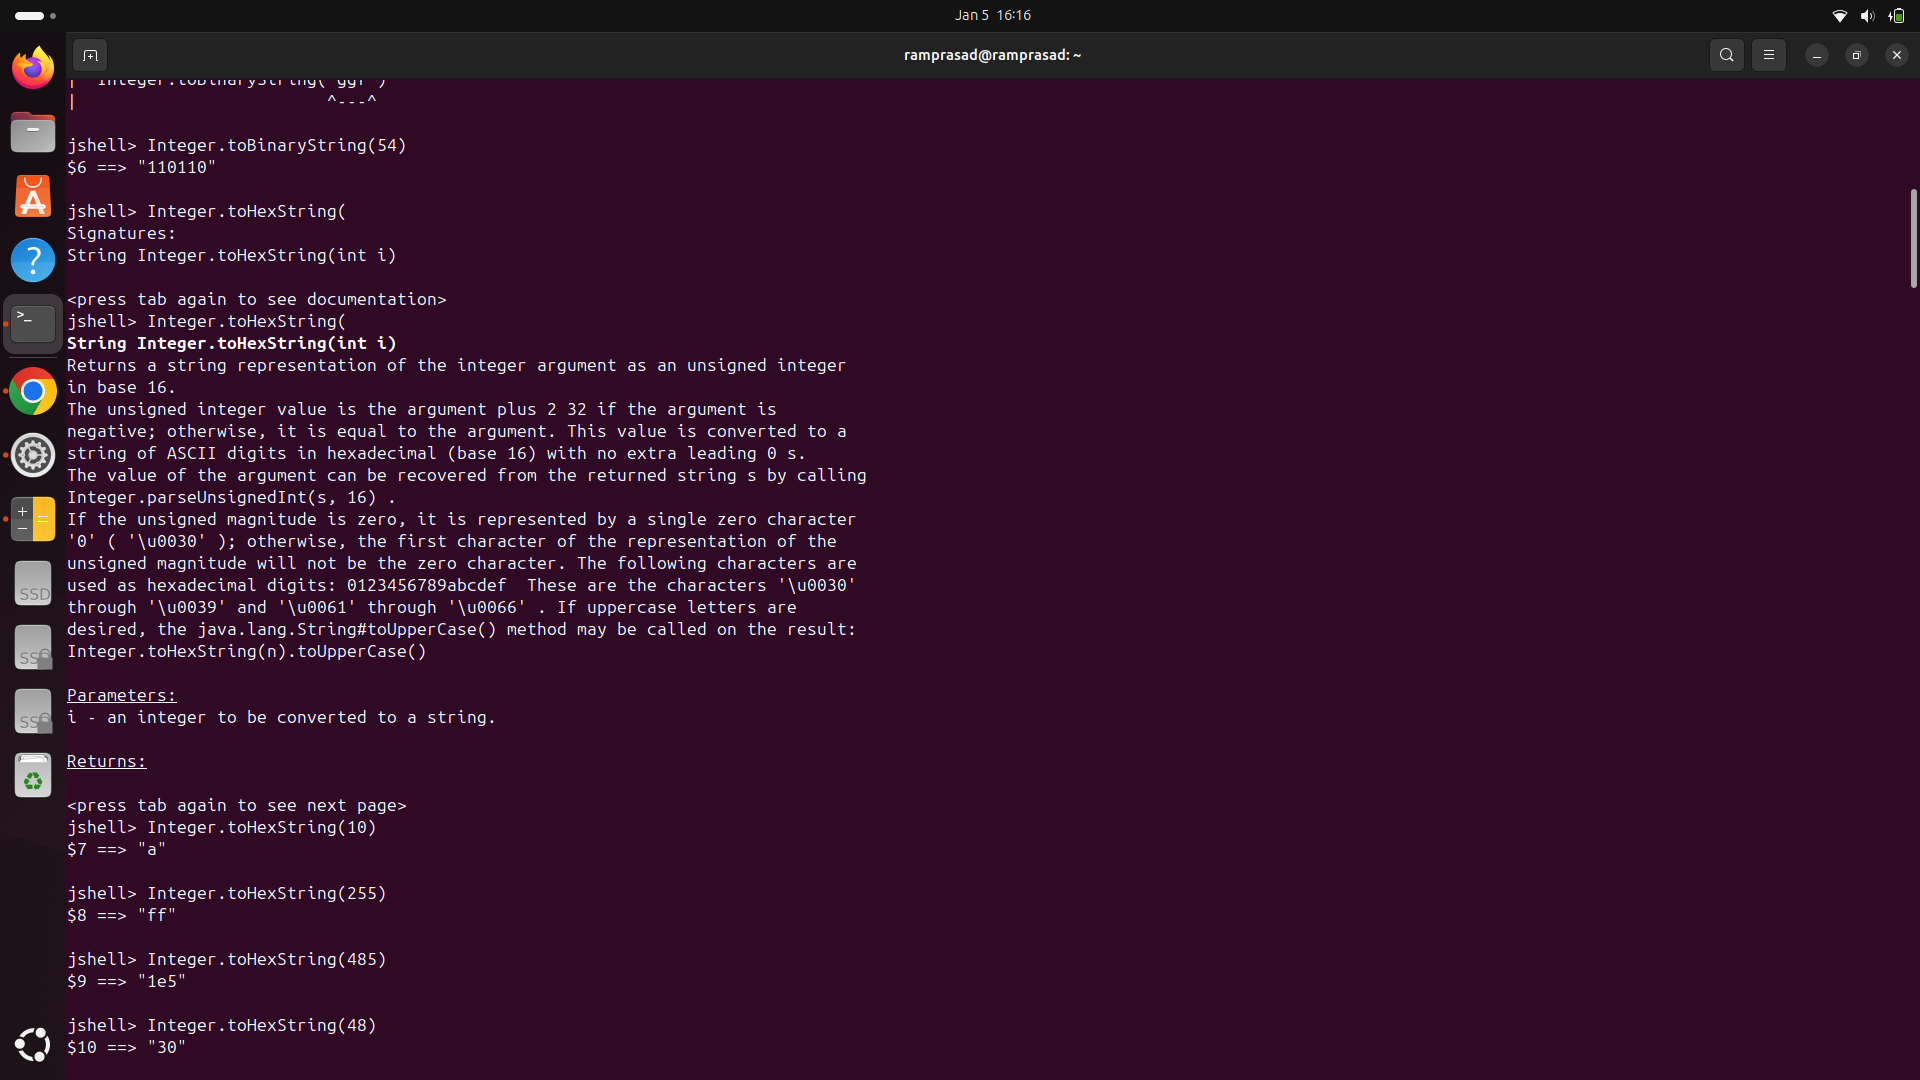 Jan 5  16:16
ramprasad@ramprasad: ~
|  Integer.toBinaryString("ggf")
|                          ^---^
jshell> Integer.toBinaryString(54)
$6 ==> "110110"
jshell> Integer.toHexString(
Signatures:
String Integer.toHexString(int i)
<press tab again to see documentation>
jshell> Integer.toHexString(
String Integer.toHexString(int i)
Returns a string representation of the integer argument as an unsigned integer
in base 16.
The unsigned integer value is the argument plus 2 32 if the argument is
negative; otherwise, it is equal to the argument. This value is converted to a
string of ASCII digits in hexadecimal (base 16) with no extra leading 0 s.
The value of the argument can be recovered from the returned string s by calling
Integer.parseUnsignedInt(s, 16) .
If the unsigned magnitude is zero, it is represented by a single zero character
'0' ( '\u0030' ); otherwise, the first character of the representation of the
unsigned magnitude will not be the zero character. The following characters are
used as hexadecimal digits: 0123456789abcdef  These are the characters '\u0030'
through '\u0039' and '\u0061' through '\u0066' . If uppercase letters are
desired, the java.lang.String#toUpperCase() method may be called on the result:
Integer.toHexString(n).toUpperCase()
Parameters:
i - an integer to be converted to a string.
Returns:
<press tab again to see next page>
jshell> Integer.toHexString(10)
$7 ==> "a"
jshell> Integer.toHexString(255)
$8 ==> "ff"
jshell> Integer.toHexString(485)
$9 ==> "1e5"
jshell> Integer.toHexString(48)
$10 ==> "30"
SSD
SSD
SSD